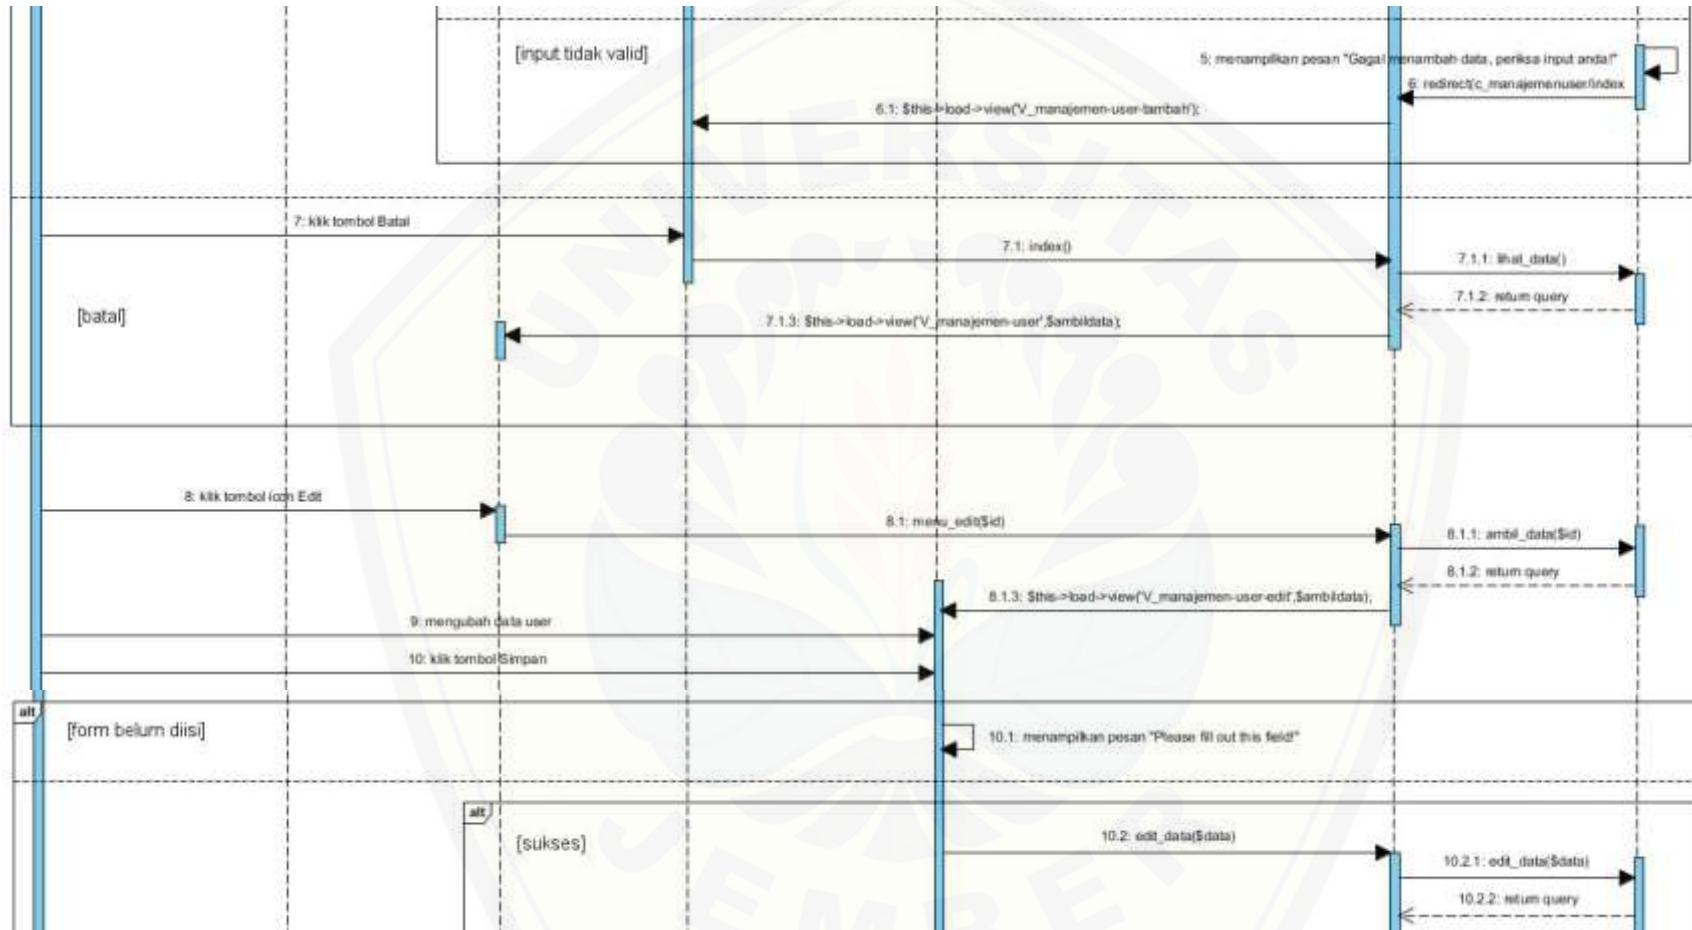 [input tidak valid]
5: menampilkan pesan "Gagal menambah data, periksa input anda!"
6: redirect(c_manajemenuser/index
6.1: $this->load->view('V_manajemen-user-tambah');
7: klik tombol Batal
7.1: index()
7.1.1: lihat_data()
7.1.2: return query
[batal]
7.1.3: $this->load->view('V_manajemen-user',$ambildata);
8: klik tombol icon Edit
8.1: menu_edit($id)
8.1.1: ambil_data($id)
8.1.2: return query
8.1.3: $this->load->view('V_manajemen-user-edit',$ambildata);
9: mengubah data user
10: klik tombol Simpan
alt
[form belum diisi]
10.1: menampilkan pesan "Please fill out this field!"
alt
[sukses]
10.2: edit_data($data)
10.2.1: edit_data($data)
10.2.2: return query
UNIVERSITAS
JEMBER